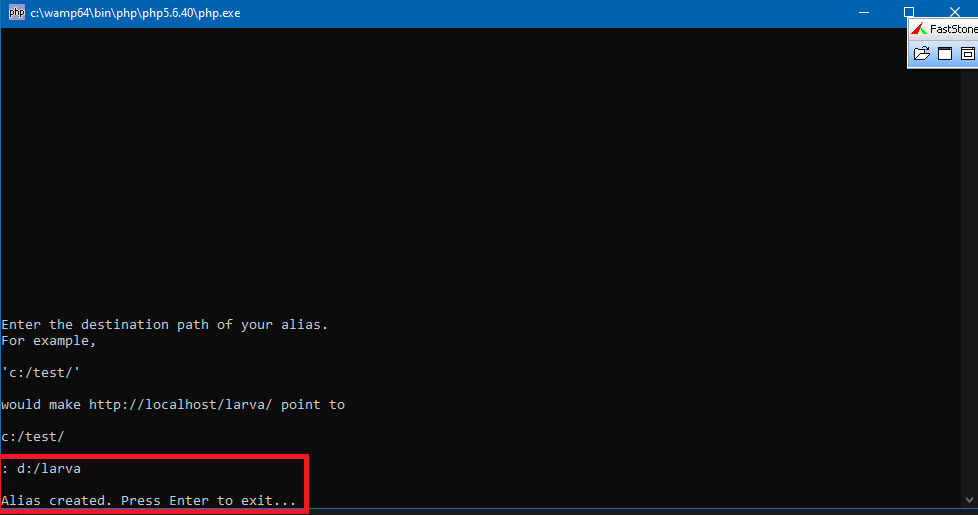 php c:\wamp64\bin\php\php5.6.40\php.exe
FastStone
Enter the destination path of your alias.
For example,
'c:/test/'
would make http://localhost/larva/ point to
c:/test/
: d:/larva
Alias created. Press Enter to exit...